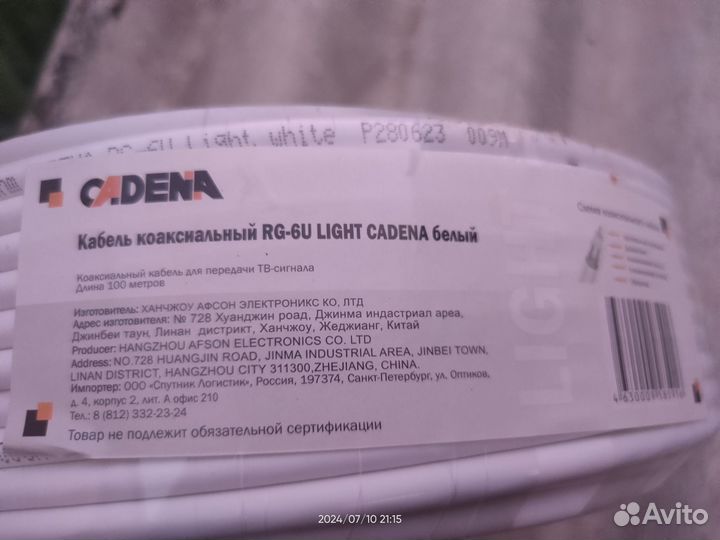 RG-6U Light white P280623 009M
CADENA
Кабель коаксиальный RG-6U LIGHT CADENA белый
Коаксиальный кабель для передачи ТВ-сигнала
Длина 100 метров
Изготовитель: ХАНЧЖОУ АФСОН ЭЛЕКТРОНИКС КО, ЛТД
Адрес изготовителя: № 728 Хуанджин роад, Джинма индастриал ареа,
Джинбеи таун, Линан дистрикт, Ханчжоу, Жеджианг, Китай
Producer: HANGZHOU AFSON ELECTRONICS CO. LTD
Address: NO.728 HUANGJIN ROAD, JINMA INDUSTRIAL AREA, JINBEI TOWN,
LINAN DISTRICT, HANGZHOU CITY 311300,ZHEJIANG, CHINA.
Импортер: ООО «Спутник Логистик», Россия, 197374, Санкт-Петербург, ул. Оптиков,
д. 4, корпус 2, лит. А офис 210
Тел.: 8 (812) 332-23-24
Товар не подлежит обязательной сертификации
LIGHT
2024/07/10 21:15
Avito